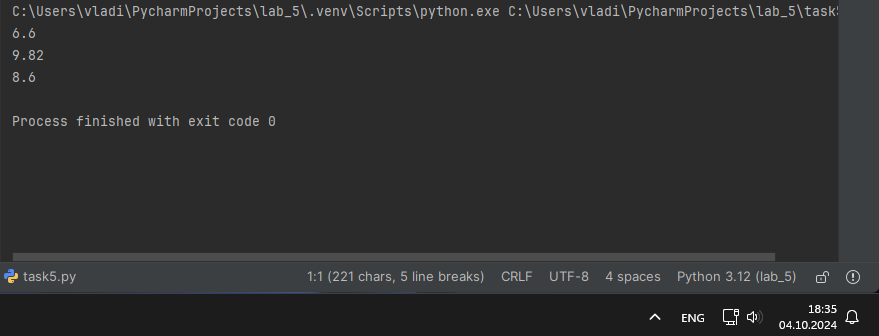 C:\Users\vladi\PycharmProjects\lab_5\.venv\Scripts\python.exe C:\Users\vladi\PycharmProjects\lab_5\task5
6.6
9.82
8.6
Process finished with exit code 0
task5.py 1:1 (221 chars, 5 line breaks) CRLF UTF-8 4 spaces Python 3.12 (lab_5)
ENG 18:35
04.10.2024